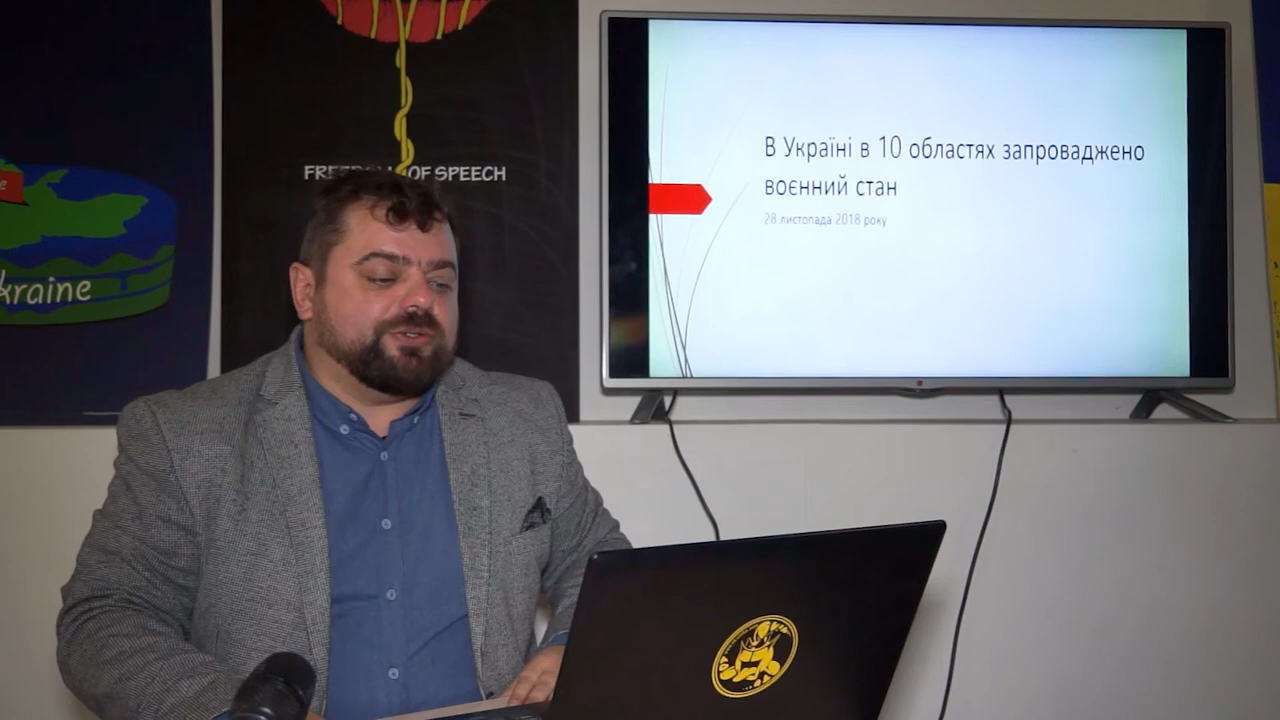 FREEDOM OF SPEECH
e
kraine
В Україні в 10 областях запроваджено
воєнний стан
28 листопада 2018 року